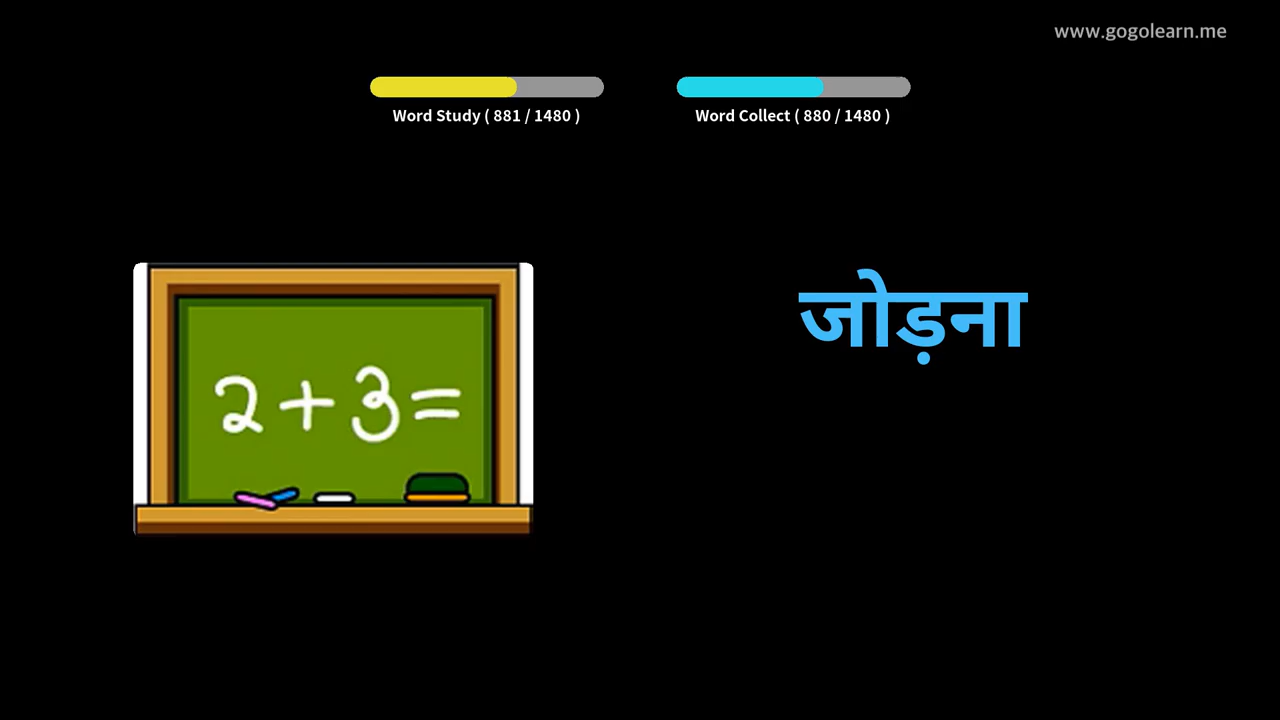 www.gogolearn.me
Word Study ( 881 / 1480 )
Word Collect ( 880 / 1480 )
जोड़ना
2 + 3 =